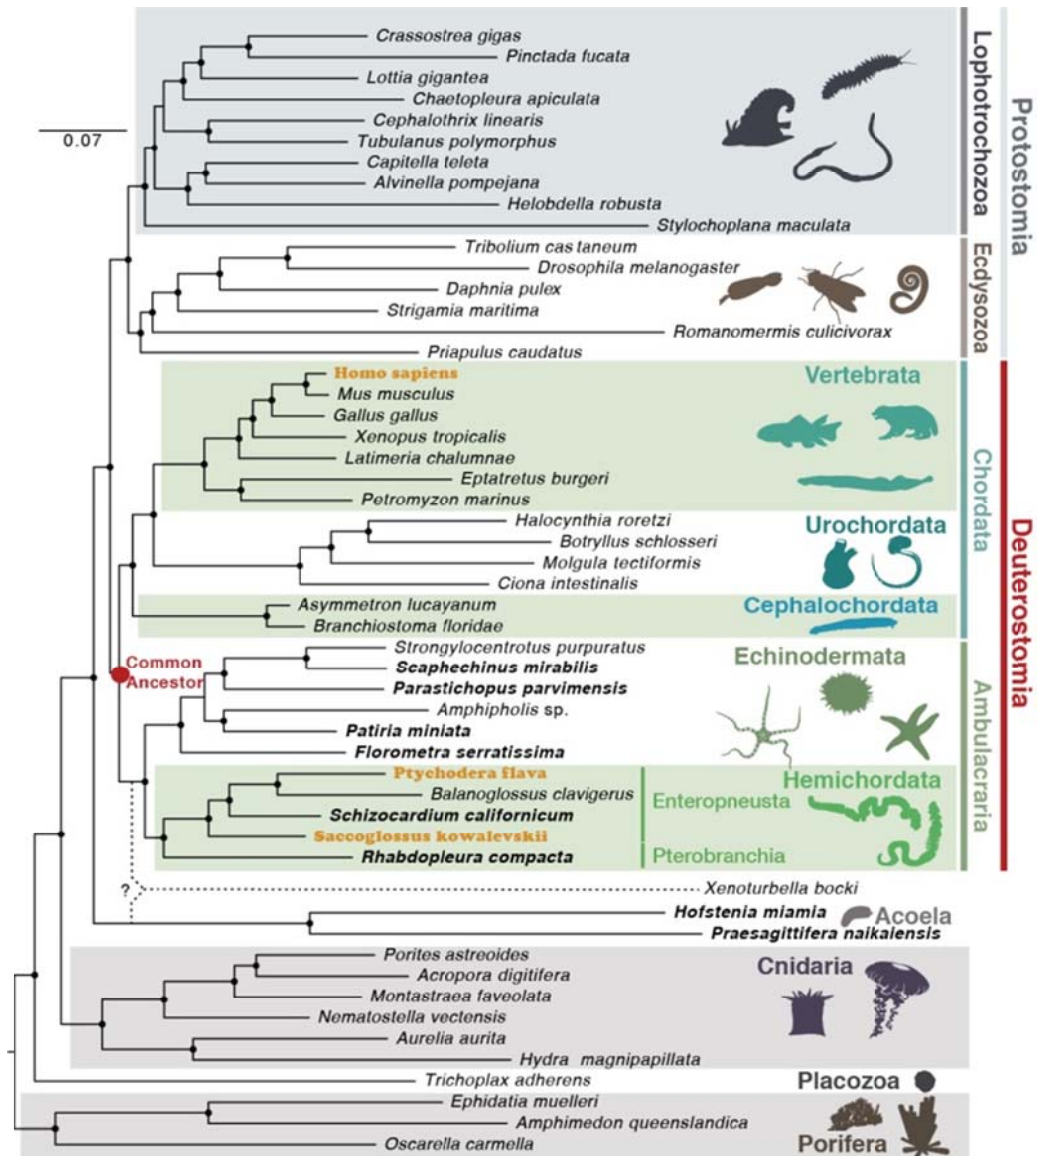 Crassostrea gigas
Pinctada fucata
Lottia gigantea
Chaetopleura apiculata
0.07
Cephalothrix linearis
Tubulanus polymorphus
Capitella teleta
Alvinella pompejana
Helobdella robusta
Stylochoplana maculata
Lophotrochozoa
Protostomia
Tribolium castaneum
Drosophila melanogaster
Daphnia pulex
Strigamia maritima
Romanomermis culicivorax
Priapulus caudatus
Ecdysozoa
Homo sapiens
Vertebrata
Mus musculus
Gallus gallus
Xenopus tropicalis
Latimeria chalumnae
Eptatretus burgeri
Petromyzon marinus
Halocynthia roretzi
Urochordata
Botryllus schlosseri
Molgula tectiformis
Ciona intestinalis
Asymmetron lucayanum
Cephalochordata
Branchiostoma floridae
Chordata
Deuterostomia
Strongylocentrotus purpuratus
Echinodermata
Common
Ancestor
Scaphechinus mirabilis
Parastichopus parvimensis
Amphipholis sp.
Patiria miniata
Florometra serratissima
Ptychodera flava
Hemichordata
Balanoglossus clavigerus
Enteropneusta
Schizocardium californicum
Saccoglossus kowalevskii
Rhabdopleura compacta
Pterobranchia
Ambulacraria
?
Xenoturbella bocki
Hofstenia miamia
Acoela
Praesagittifera naikaiensis
Porites astreoides
Cnidaria
Acropora digitifera
Montastraea faveolata
Nematostella vectensis
Aurelia aurita
Hydra magnipapillata
Trichoplax adherens
Placozoa
Ephidatia muelleri
Amphimedon queenslandica
Oscarella carmella
Porifera